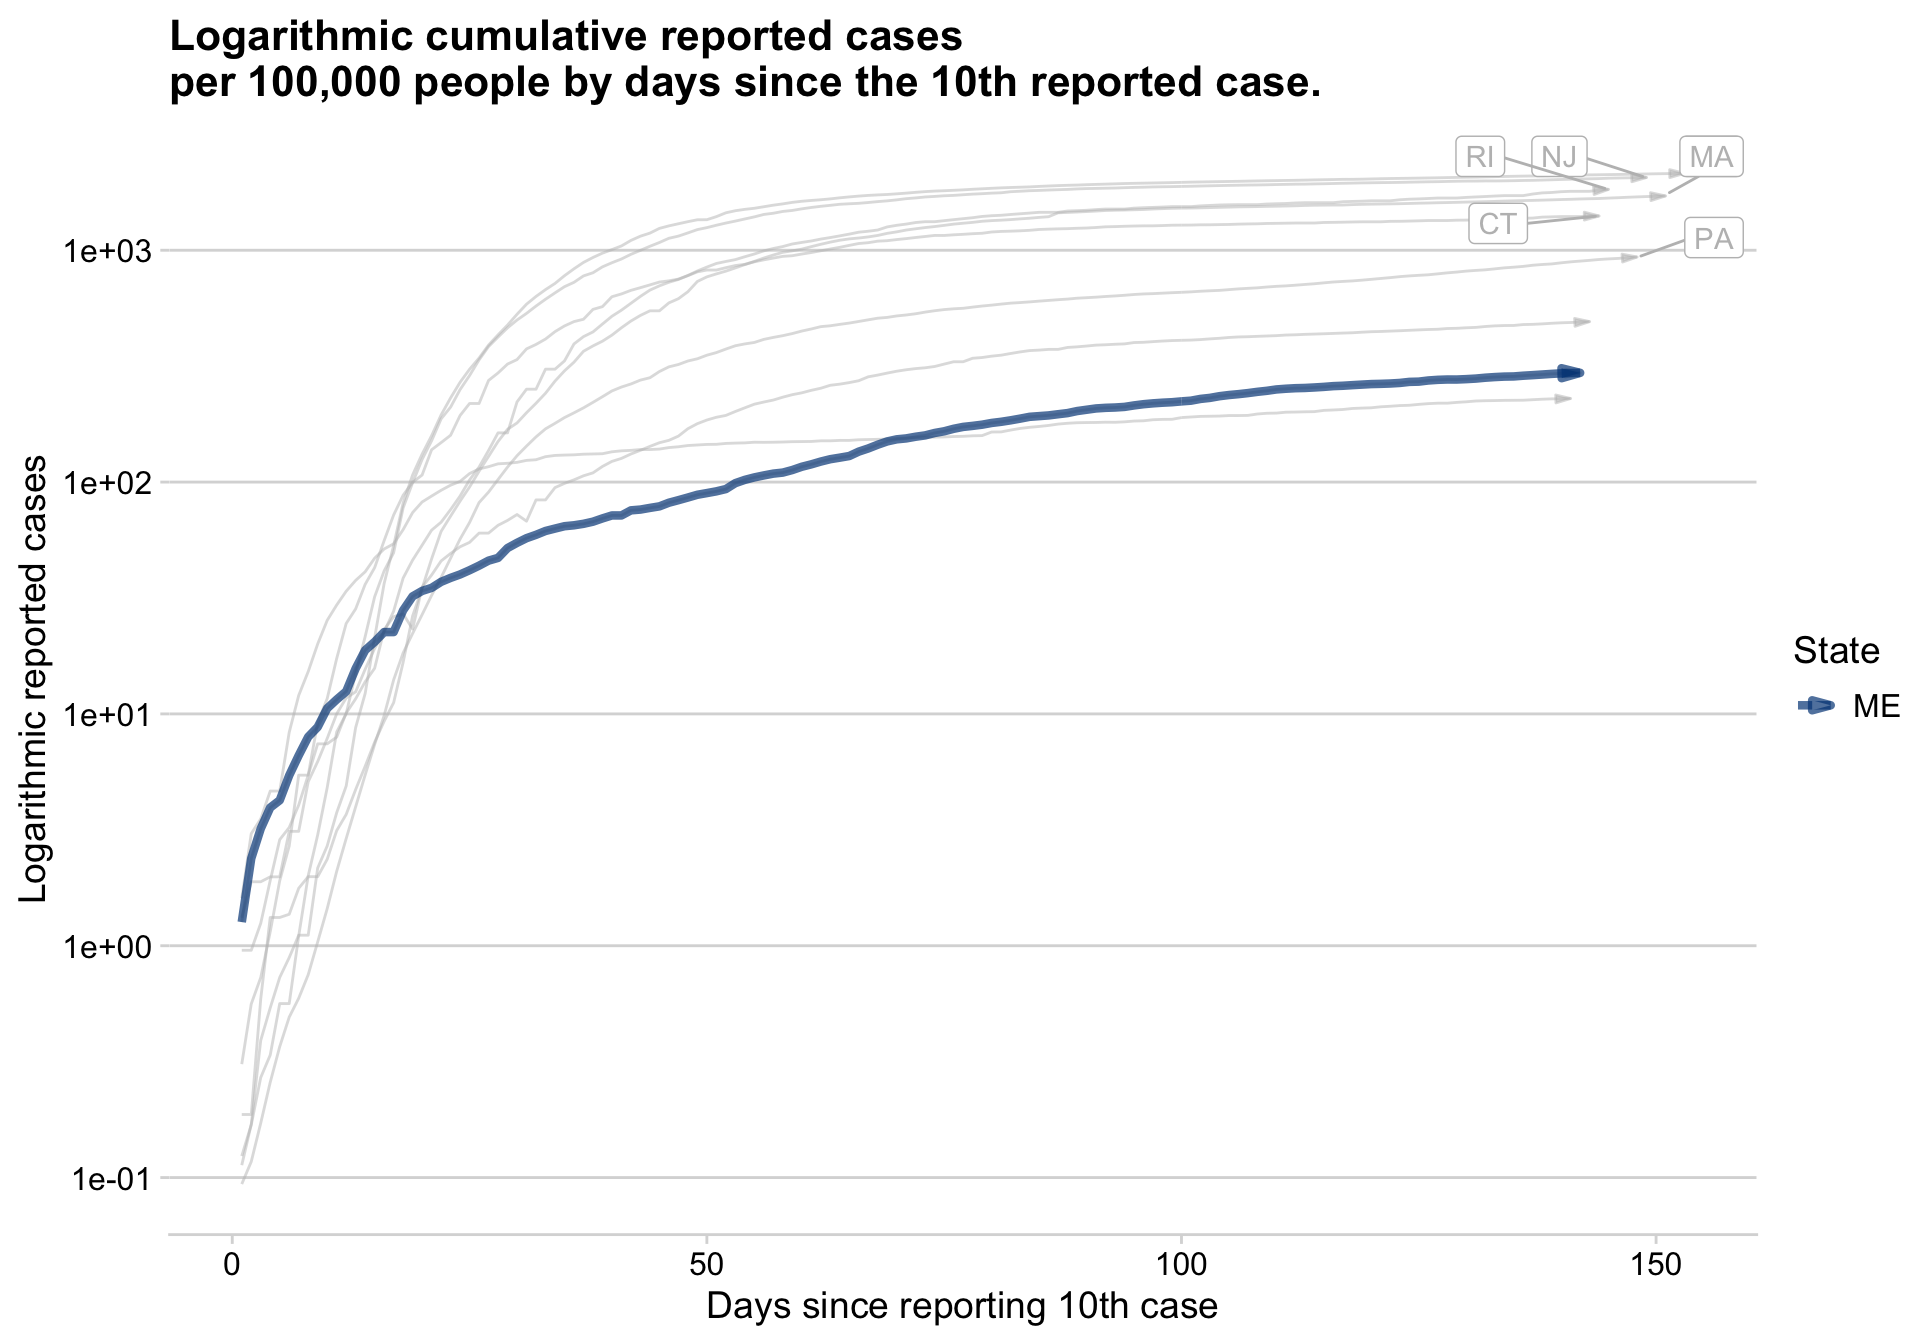 Logarithmic cumulative reported cases
per 100,000 people by days since the 10th reported case.
RI
NJ
MA
CT
PA
1e+03
1e+02
1e+01
1e+00
1e-01
Logarithmic reported cases
State
ME
0
50
100
150
Days since reporting 10th case